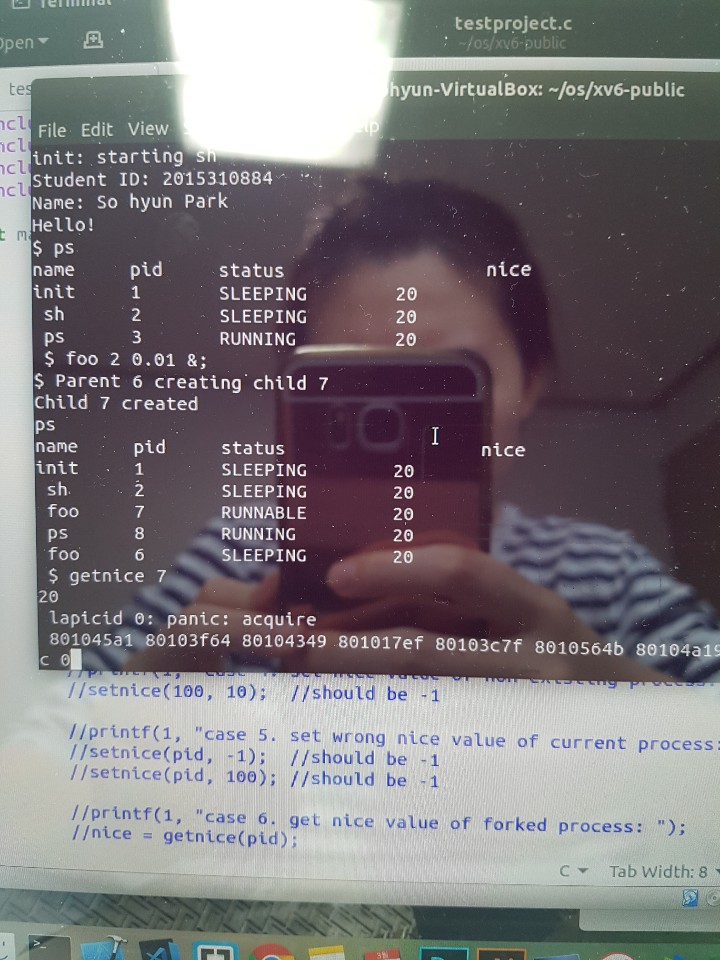 Terminal
Open
testproject.c
~/os/xv6-public
tes
hyun-VirtualBox: ~/os/xv6-public
File Edit View
init: starting sh
Student ID: 2015310884
Name: So hyun Park
Hello!
$ ps
name pid status nice
init 1 SLEEPING 20
sh 2 SLEEPING 20
ps 3 RUNNING 20
$ foo 2 0.01 &;
$ Parent 6 creating child 7
Child 7 created
ps
name pid status nice
init 1 SLEEPING 20
sh 2 SLEEPING 20
foo 7 RUNNABLE 20
ps 8 RUNNING 20
foo 6 SLEEPING 20
$ getnice 7
20
lapicid 0: panic: acquire
801045a1 80103f64 80104349 801017ef 80103c7f 8010564b 80104a19
c 0
//setnice(100, 10); //should be -1
//printf(1, "case 5. set wrong nice value of current process:
//setnice(pid, -1); //should be -1
//setnice(pid, 100); //should be -1
//printf(1, "case 6. get nice value of forked process: ");
//nice = getnice(pid);
C Tab Width: 8